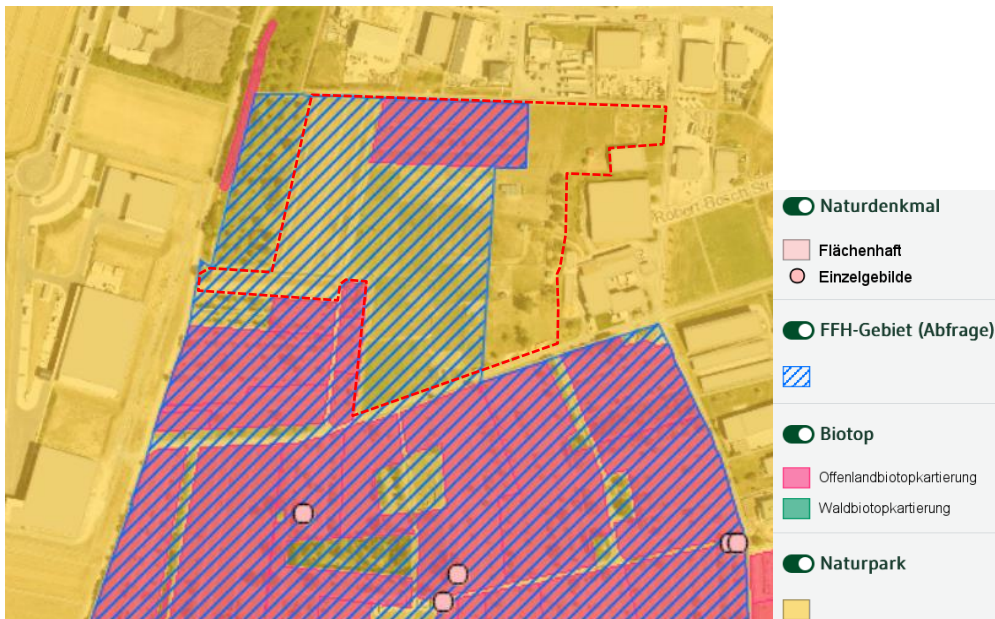 Robert-Bosch-Str
Naturdenkmal
Flächenhaft
Einzelgebilde
FFH-Gebiet (Abfrage)
Biotop
Offenlandbiotopkartierung
Waldbiotopkartierung
Naturpark